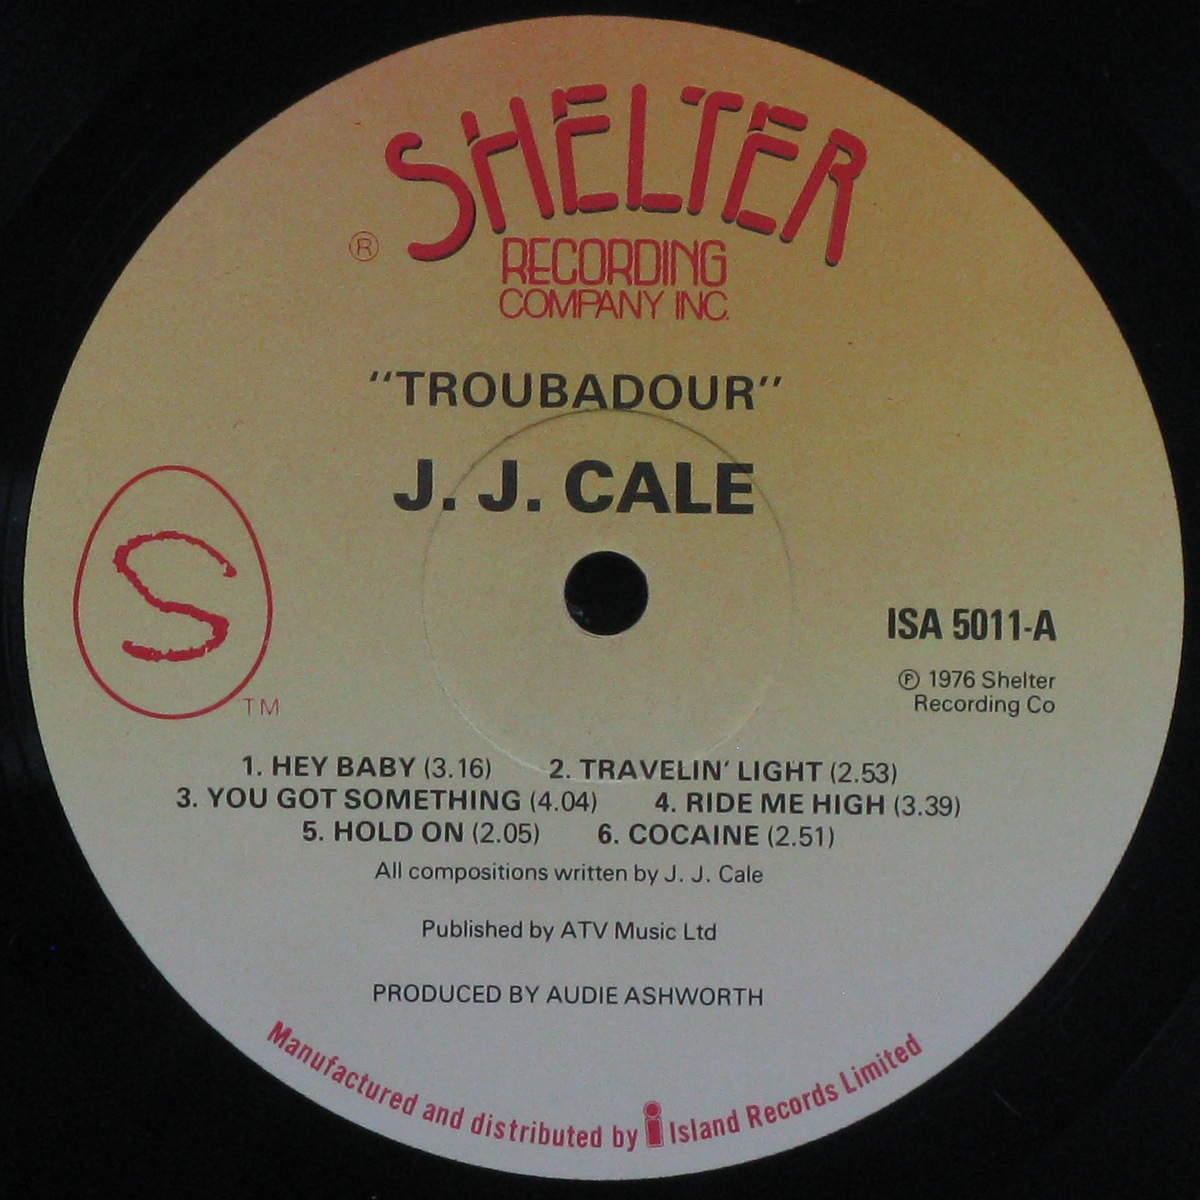 SHELTER
®
RECORDING
COMPANY INC.
"TROUBADOUR"
J. J. CALE
S
TM
ISA 5011-A
℗ 1976 Shelter
Recording Co
1. HEY BABY (3.16) 2. TRAVELIN' LIGHT (2.53)
3. YOU GOT SOMETHING (4.04) 4. RIDE ME HIGH (3.39)
5. HOLD ON (2.05) 6. COCAINE (2.51)
All compositions written by J. J. Cale
Published by ATV Music Ltd
PRODUCED BY AUDIE ASHWORTH
Manufactured and distributed by i Island Records Limited